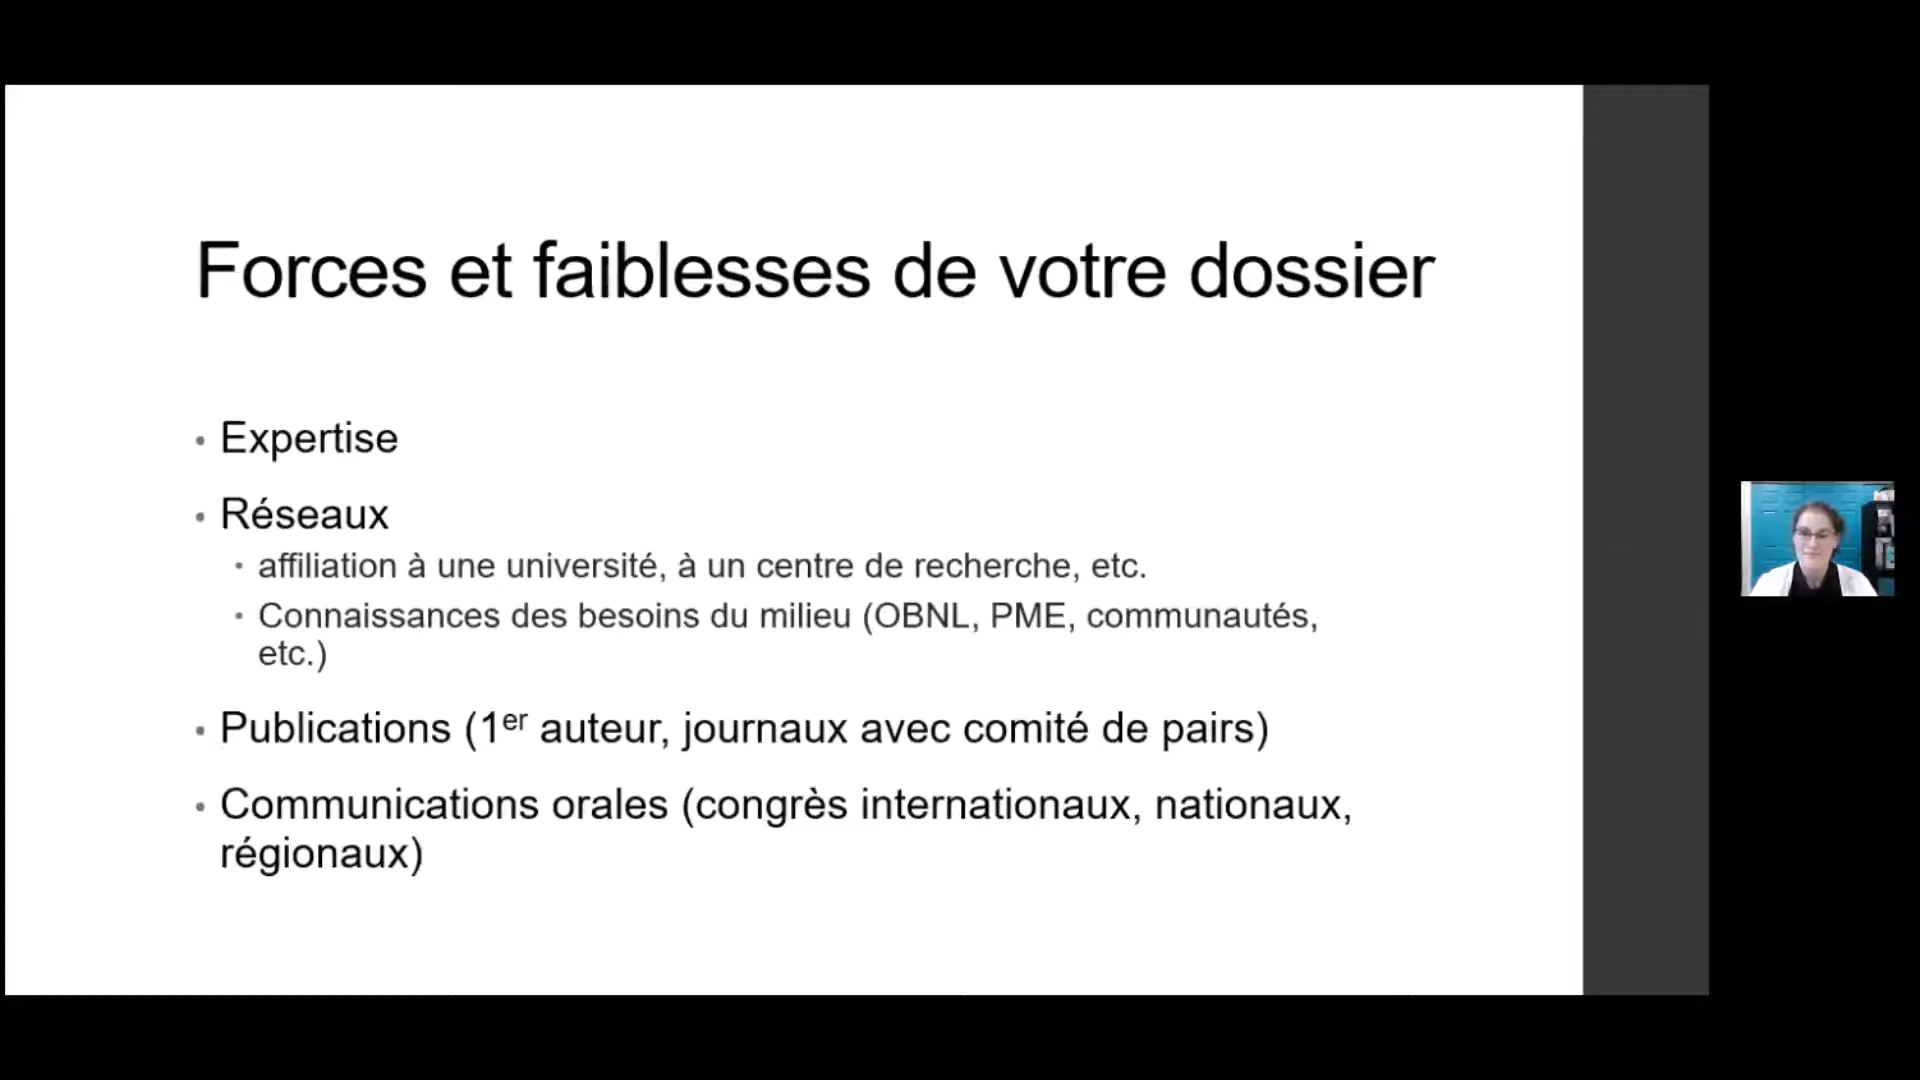 Forces et faiblesses de votre dossier
• Expertise
• Réseaux
• affiliation à une université, à un centre de recherche, etc.
• Connaissances des besoins du milieu (OBNL, PME, communautés,
etc.)
• Publications (1er auteur, journaux avec comité de pairs)
• Communications orales (congrès internationaux, nationaux,
régionaux)